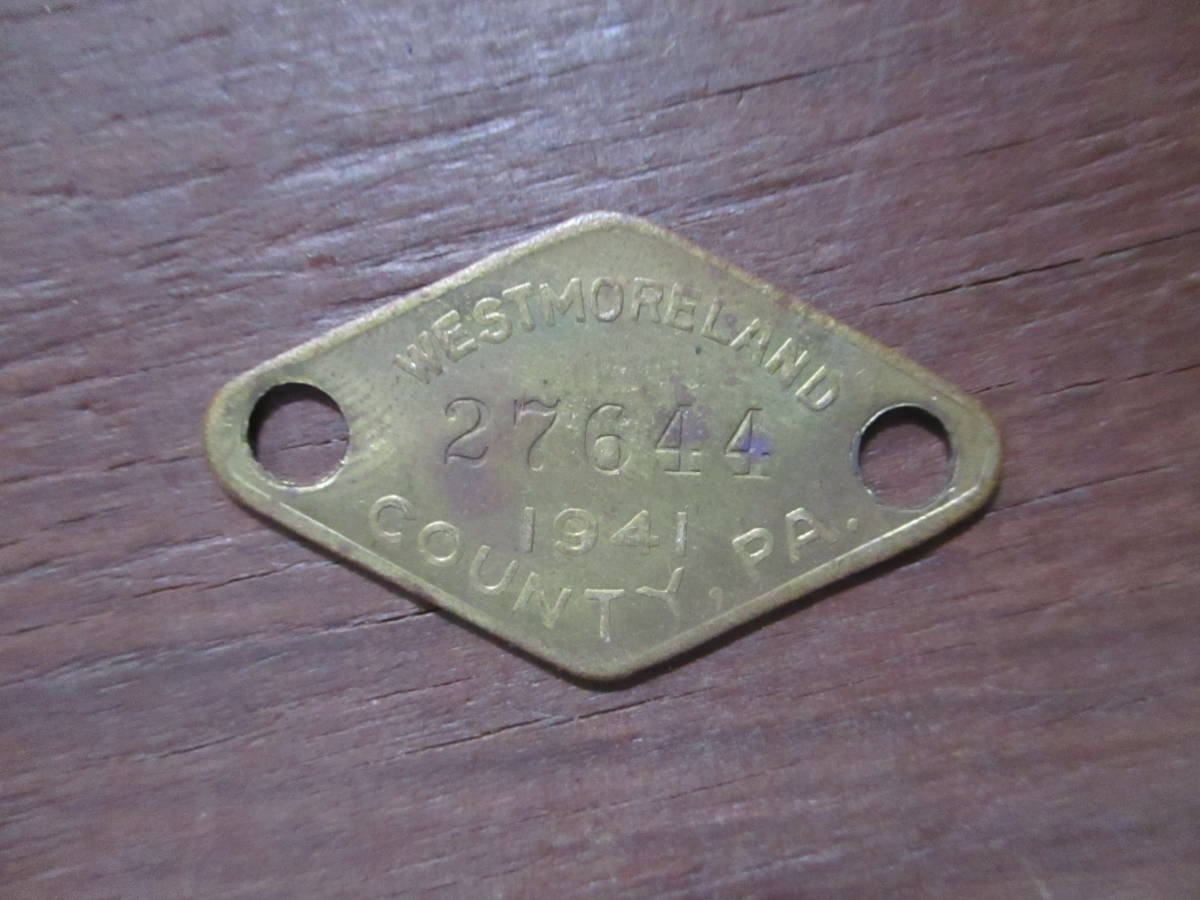 WESTMORELAND
27644
1941
COUNTY, PA.